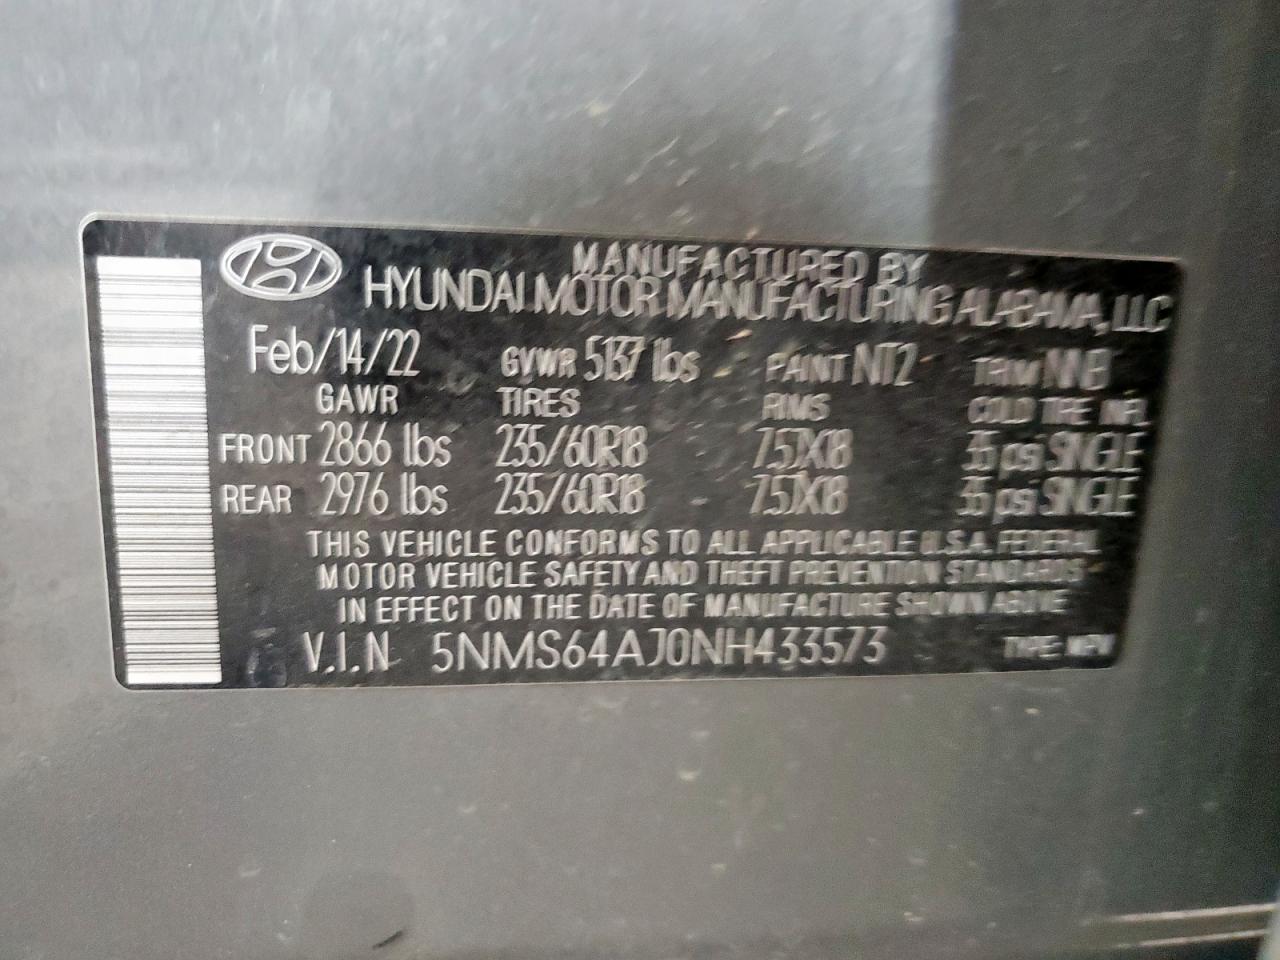 MANUFACTURED BY
HYUNDAI MOTOR MANUFACTURING ALABAMA, LLC
Feb/14/22 GVWR 5137 lbs PAINT NT2 TRIM NNB
GAWR TIRES RIMS COLD TIRE INFL
FRONT 2866 lbs 235/60R18 7.5JX18 35 psi SINGLE
REAR 2976 lbs 235/60R18 7.5JX18 35 psi SINGLE
THIS VEHICLE CONFORMS TO ALL APPLICABLE U.S.A. FEDERAL
MOTOR VEHICLE SAFETY AND THEFT PREVENTION STANDARDS
IN EFFECT ON THE DATE OF MANUFACTURE SHOWN ABOVE
V.I.N 5NMS64AJ0NH433573 TYPE: MPV